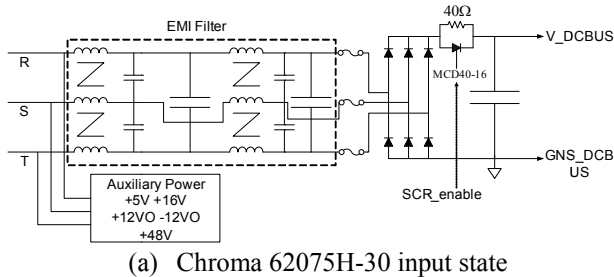 EMI Filter
40Ω
V_DCBUS
R
MCD40-16
S
T
GNS_DCB
US
SCR_enable
Auxiliary Power
+5V +16V
+12VO -12VO
+48V
(a) Chroma 62075H-30 input state